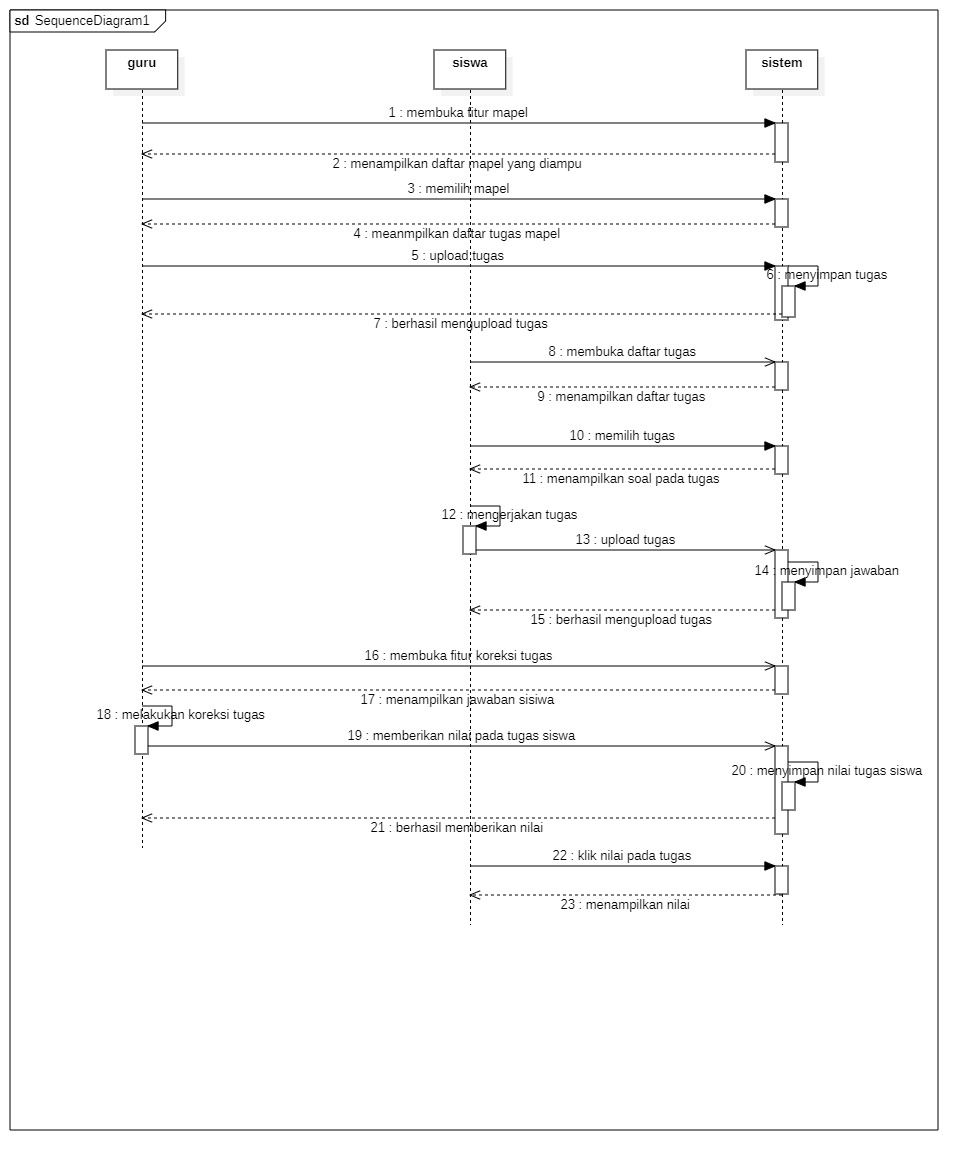 sd SequenceDiagram1
guru
siswa
sistem
1 : membuka fitur mapel
2 : menampilkan daftar mapel yang diampu
3 : memilih mapel
4 : meanmpilkan daftar tugas mapel
5 : upload tugas
6 : menyimpan tugas
7 : berhasil mengupload tugas
8 : membuka daftar tugas
9 : menampilkan daftar tugas
10 : memilih tugas
11 : menampilkan soal pada tugas
12 : mengerjakan tugas
13 : upload tugas
14 : menyimpan jawaban
15 : berhasil mengupload tugas
16 : membuka fitur koreksi tugas
17 : menampilkan jawaban sisiwa
18 : melakukan koreksi tugas
19 : memberikan nilai pada tugas siswa
20 : menyimpan nilai tugas siswa
21 : berhasil memberikan nilai
22 : klik nilai pada tugas
23 : menampilkan nilai